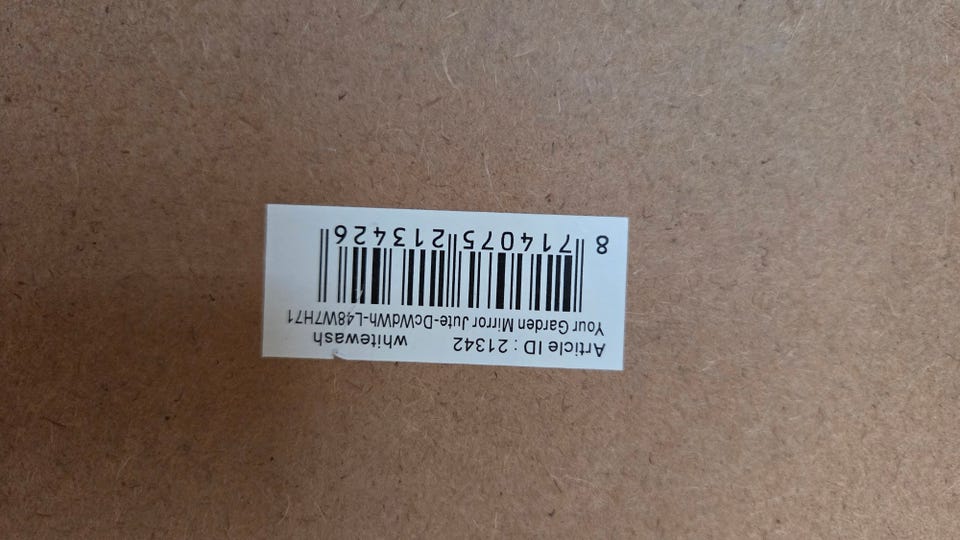 Article ID : 21342 whitewash
Your Garden Mirror Jute-DcWdWh-L48W7H71
8 714075 213426